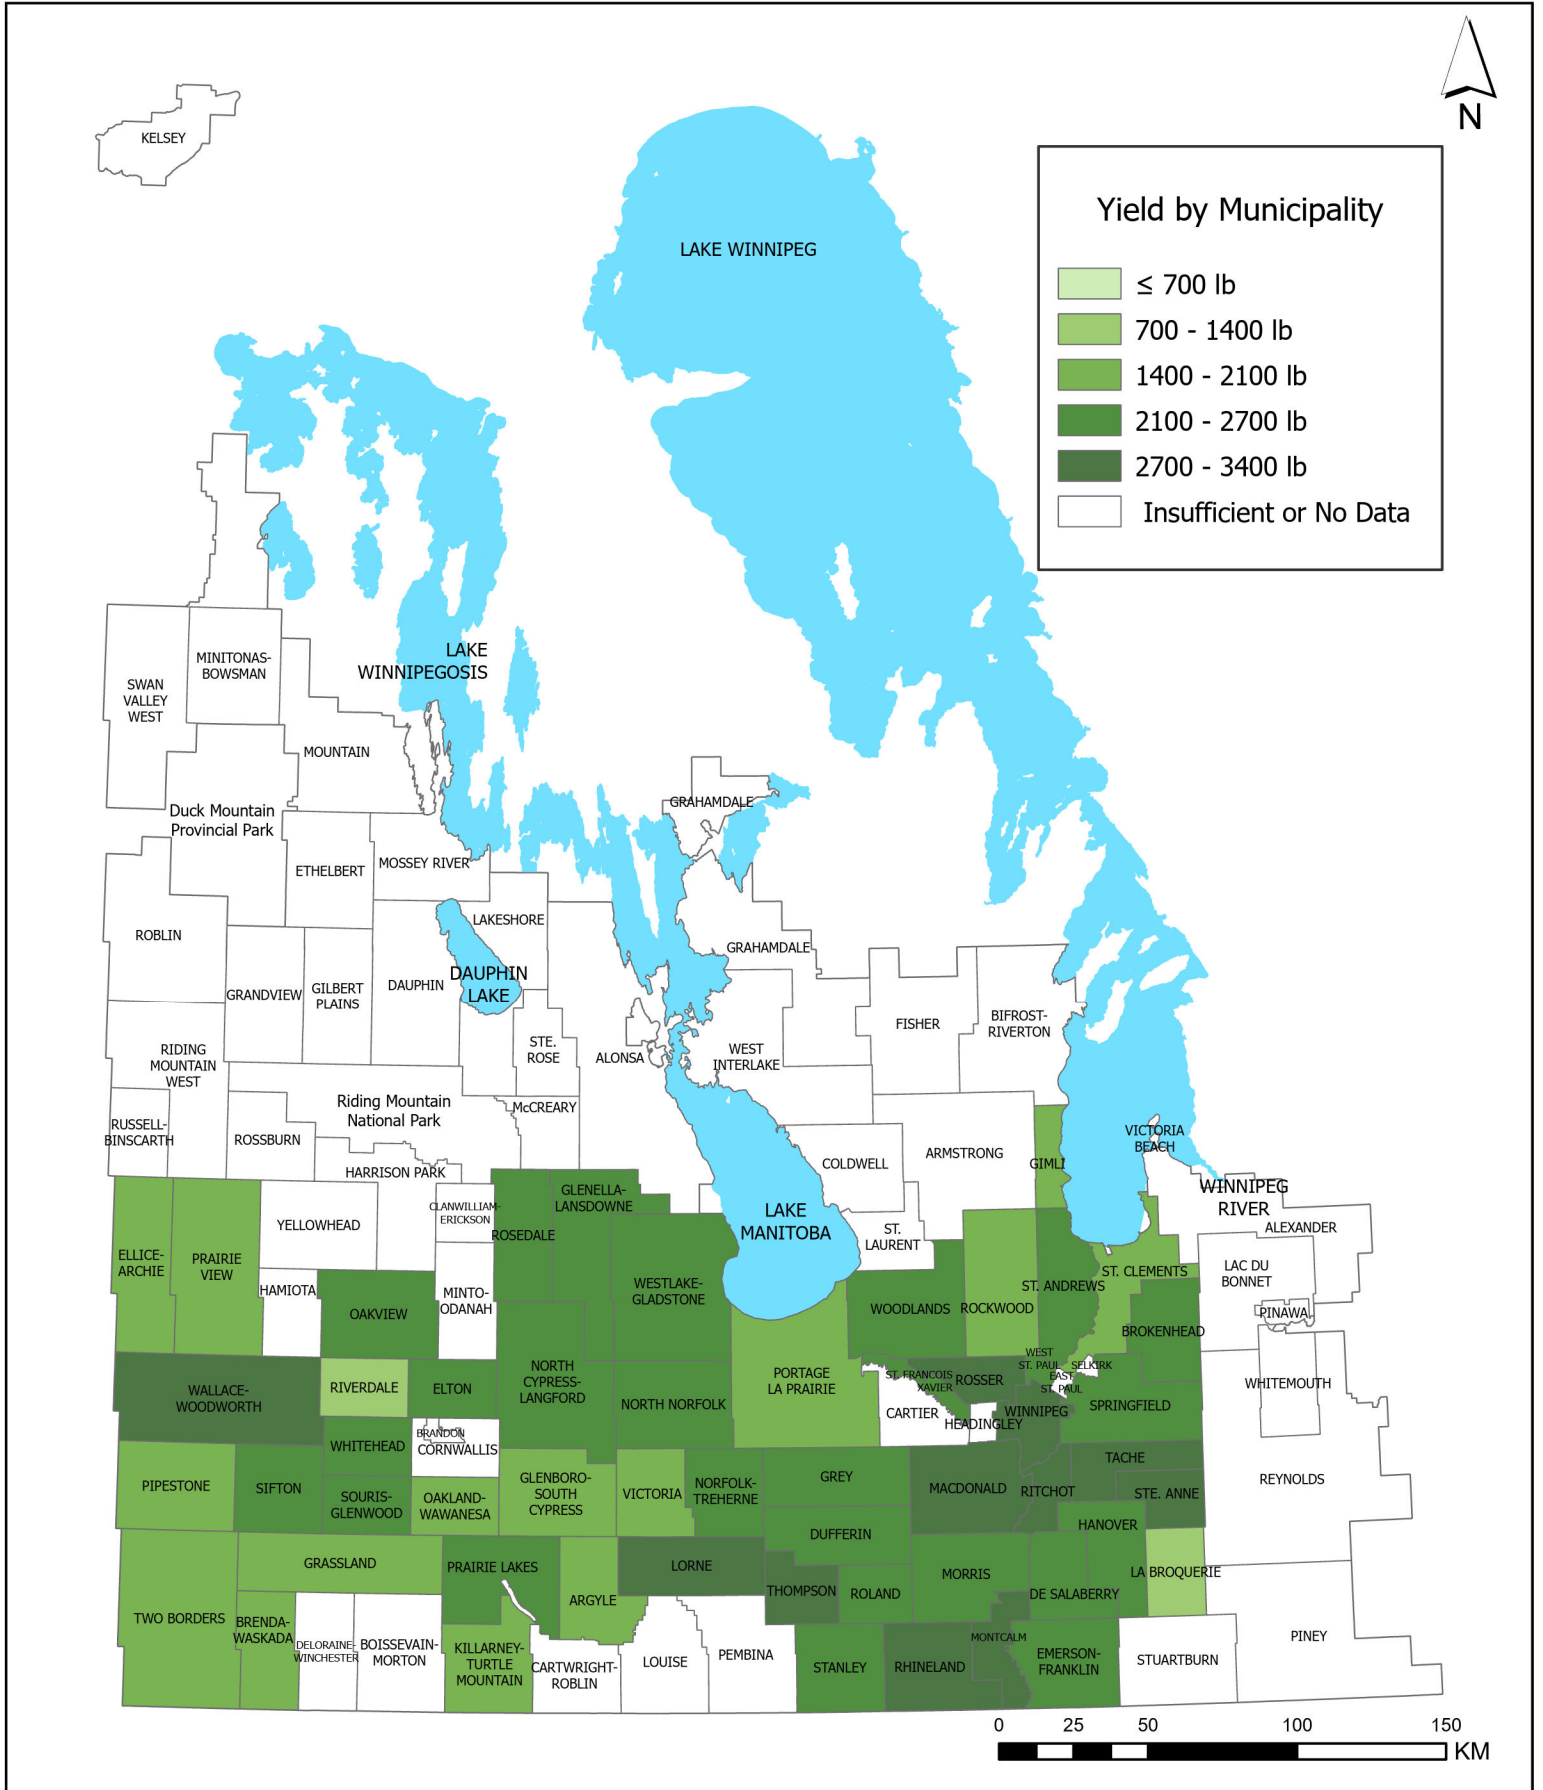 KELSEY
N
Yield by Municipality
≤ 700 lb
700 - 1400 lb
1400 - 2100 lb
2100 - 2700 lb
2700 - 3400 lb
Insufficient or No Data
LAKE WINNIPEG
LAKE
WINNIPEGOSIS
MINITONAS-
BOWSMAN
SWAN
VALLEY
WEST
MOUNTAIN
Duck Mountain
Provincial Park
GRAHAMDALE
ETHELBERT
MOSSEY RIVER
LAKESHORE
ROBLIN
GRAHAMDALE
DAUPHIN
LAKE
DAUPHIN
GRANDVIEW
GILBERT
PLAINS
FISHER
BIFROST-
RIVERTON
STE.
ROSE
ALONSA
WEST
INTERLAKE
RIDING
MOUNTAIN
WEST
Riding Mountain
National Park
McCREARY
RUSSELL-
BINSCARTH
ROSSBURN
HARRISON PARK
VICTORIA
BEACH
ARMSTRONG
COLDWELL
GIMLI
WINNIPEG
RIVER
ALEXANDER
GLENELLA-
LANSDOWNE
CLANWILLIAM-
ERICKSON
YELLOWHEAD
LAKE
MANITOBA
ST.
LAURENT
ROSEDALE
ELLICE-
ARCHIE
PRAIRIE
VIEW
HAMIOTA
OAKVIEW
MINTO-
ODANAH
WESTLAKE-
GLADSTONE
WOODLANDS
ROCKWOOD
ST. ANDREWS
ST. CLEMENTS
LAC DU
BONNET
PINAWA
BROKENHEAD
WEST
ST. PAUL
SELKIRK
EAST
ST. PAUL
WALLACE-
WOODWORTH
RIVERDALE
ELTON
NORTH
CYPRESS-
LANGFORD
PORTAGE
LA PRAIRIE
ST. FRANCOIS
XAVIER
ROSSER
WHITEMOUTH
NORTH NORFOLK
CARTIER
HEADINGLEY
WINNIPEG
SPRINGFIELD
WHITEHEAD
BRANDON
CORNWALLIS
TACHE
PIPESTONE
SIFTON
SOURIS-
GLENWOOD
OAKLAND-
WAWANESA
GLENBORO-
SOUTH
CYPRESS
VICTORIA
NORFOLK-
TREHERNE
GREY
MACDONALD
RITCHOT
STE. ANNE
REYNOLDS
HANOVER
DUFFERIN
GRASSLAND
PRAIRIE LAKES
LORNE
MORRIS
LA BROQUERIE
THOMPSON
ROLAND
DE SALABERRY
ARGYLE
TWO BORDERS
BRENDA-
WASKADA
DELORAINE-
WINCHESTER
BOISSEVAIN-
MORTON
KILLARNEY-
TURTLE
MOUNTAIN
CARTWRIGHT-
ROBLIN
LOUISE
PEMBINA
STANLEY
RHINELAND
MONTCALM
EMERSON-
FRANKLIN
STUARTBURN
PINEY
0 25 50 100 150
KM